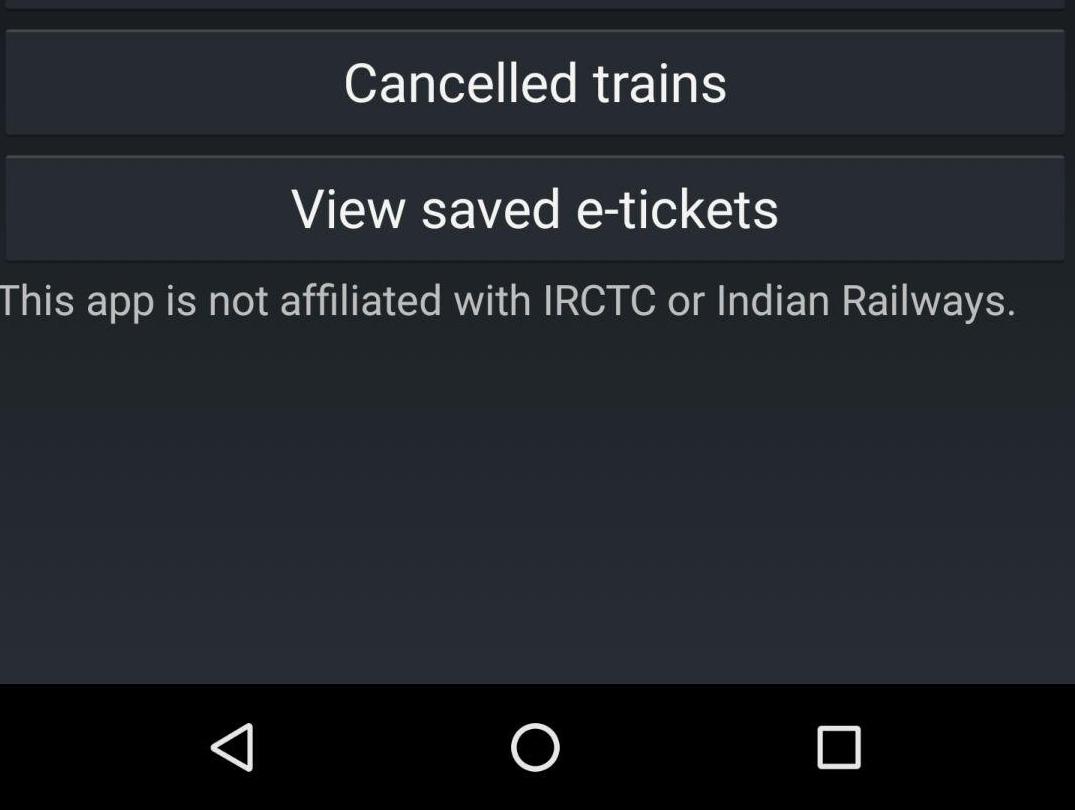 Cancelled trains
View saved e-tickets
This app is not affiliated with IRCTC or Indian Railways.